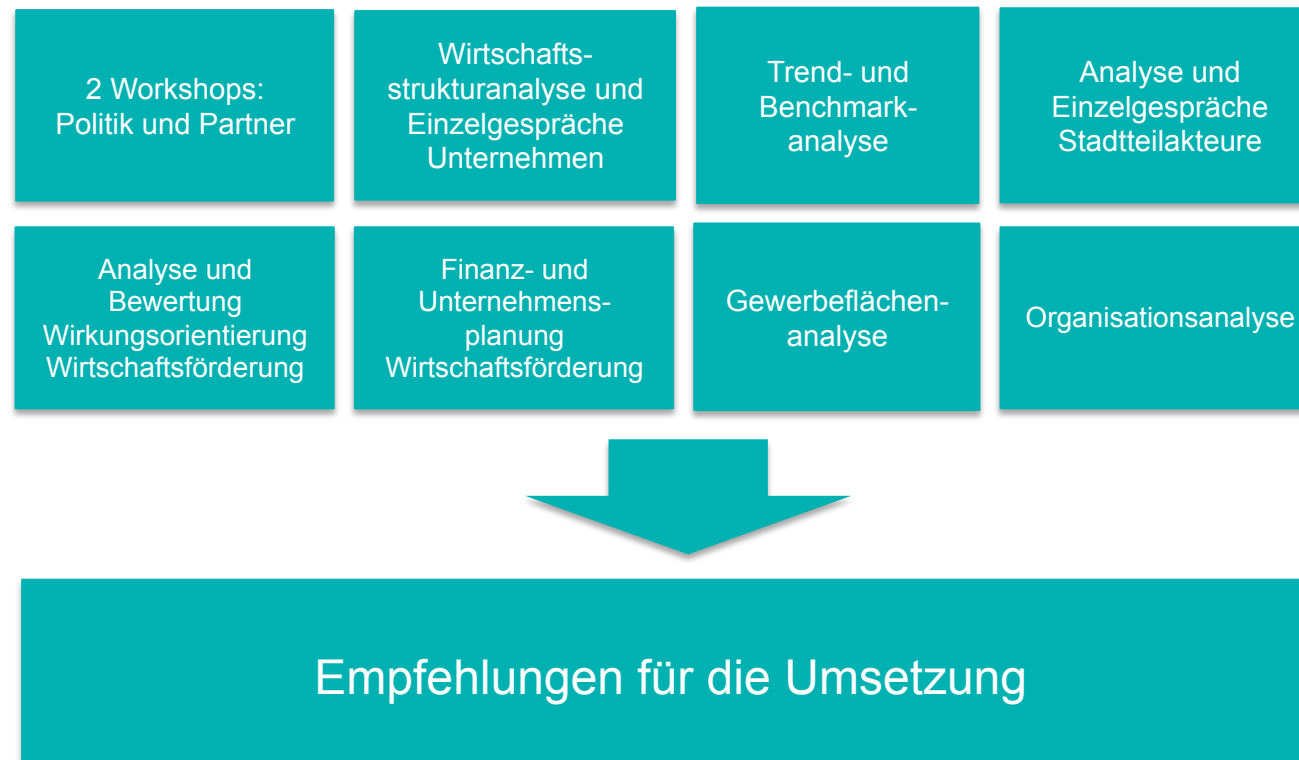 2 Workshops:
Politik und Partner
Wirtschafts-
strukturanalyse und
Einzelgespräche
Unternehmen
Trend- und
Benchmark-
analyse
Analyse und
Einzelgespräche
Stadtteilakteure
Analyse und
Bewertung
Wirkungsorientierung
Wirtschaftsförderung
Finanz- und
Unternehmens-
planung
Wirtschaftsförderung
Gewerbeflächen-
analyse
Organisationsanalyse
Empfehlungen für die Umsetzung